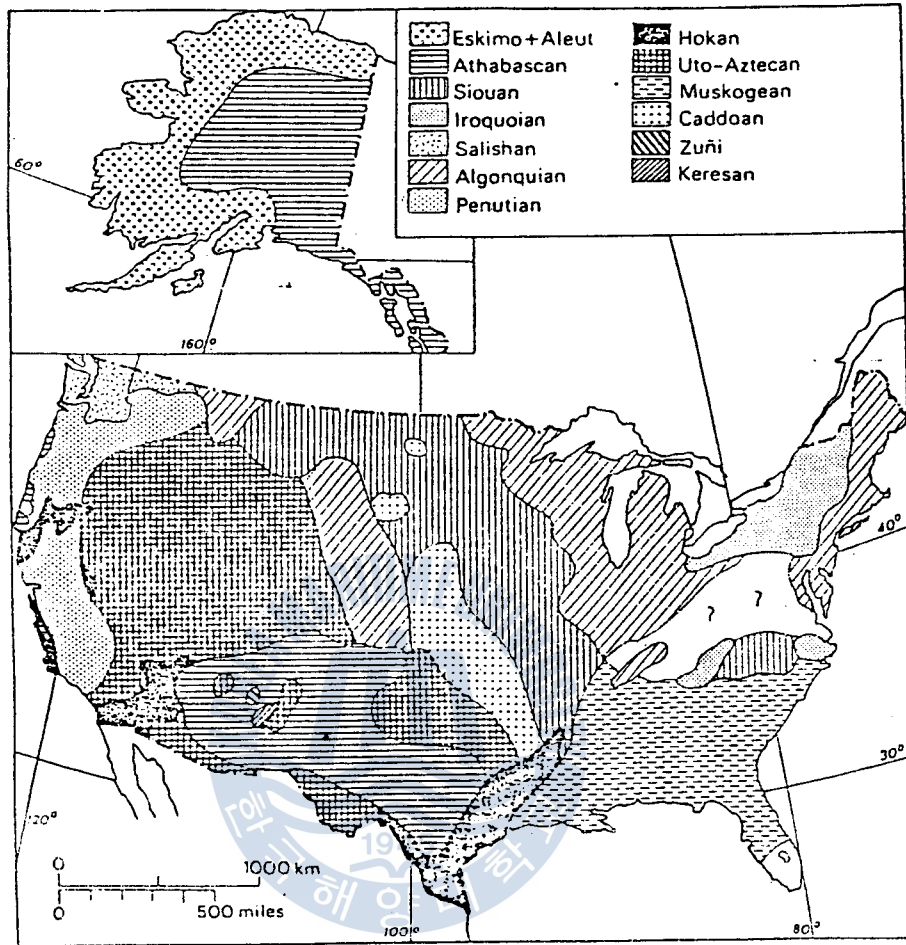 Eskimo+Aleut
Athabascan
Siouan
Iroquoian
Salishan
Algonquian
Penutian
Hokan
Uto-Aztecan
Muskogean
Caddoan
Zuñi
Keresan
60°
160°
40°
? ?
30°
120°
0 1000 km
0 500 miles
100°
80°